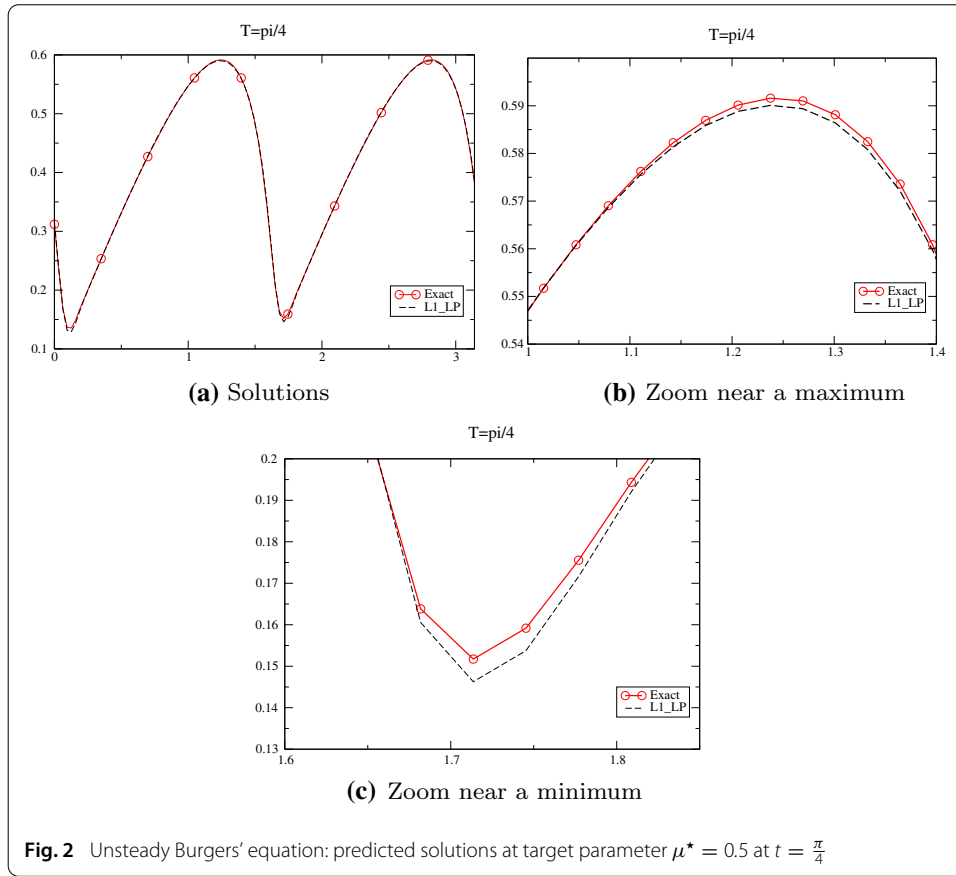 T=pi/4
0.6
0.5
0.4
0.3
0.2
0.1
0
1
2
3
Exact
L1_LP
(a) Solutions
T=pi/4
0.59
0.58
0.57
0.56
0.55
0.54
1
1.1
1.2
1.3
1.4
Exact
L1_LP
(b) Zoom near a maximum
T=pi/4
0.2
0.19
0.18
0.17
0.16
0.15
0.14
0.13
1.6
1.7
1.8
Exact
L1_LP
(c) Zoom near a minimum
Fig. 2 Unsteady Burgers' equation: predicted solutions at target parameter μ⋆ = 0.5 at t = π/4